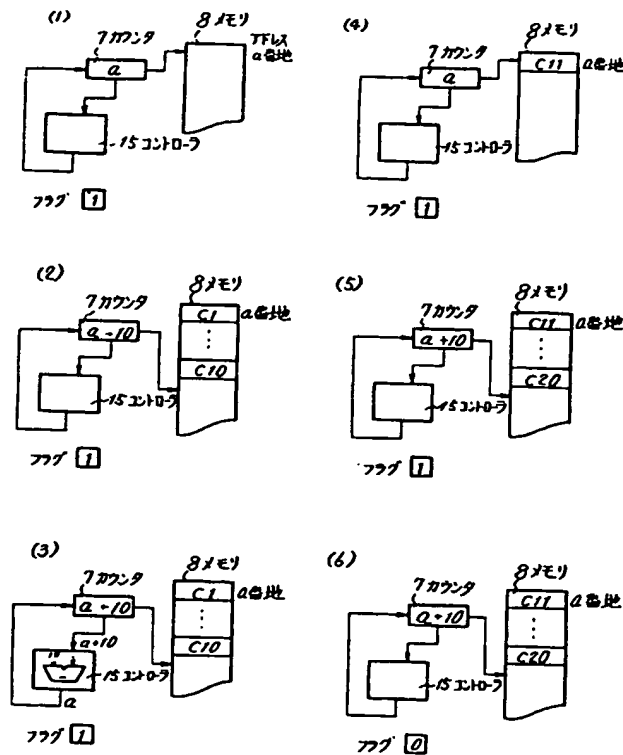 (1)
8メモリ
アドレス
a番地
7カウンタ
a
15コントローラ
フラグ 1
(2)
8メモリ
7カウンタ
C1 a番地
a+10
C10
15コントローラ
フラグ 1
(3)
8メモリ
7カウンタ
C1 a番地
a+10
a+10
C10
10
−
15コントローラ
a
フラグ 1
(4)
8メモリ
7カウンタ
C11 a番地
a
15コントローラ
フラグ 1
(5)
8メモリ
7カウンタ
C11 a番地
a+10
C20
15コントローラ
フラグ 1
(6)
8メモリ
7カウンタ
C11 a番地
a+10
C20
15コントローラ
フラグ 0